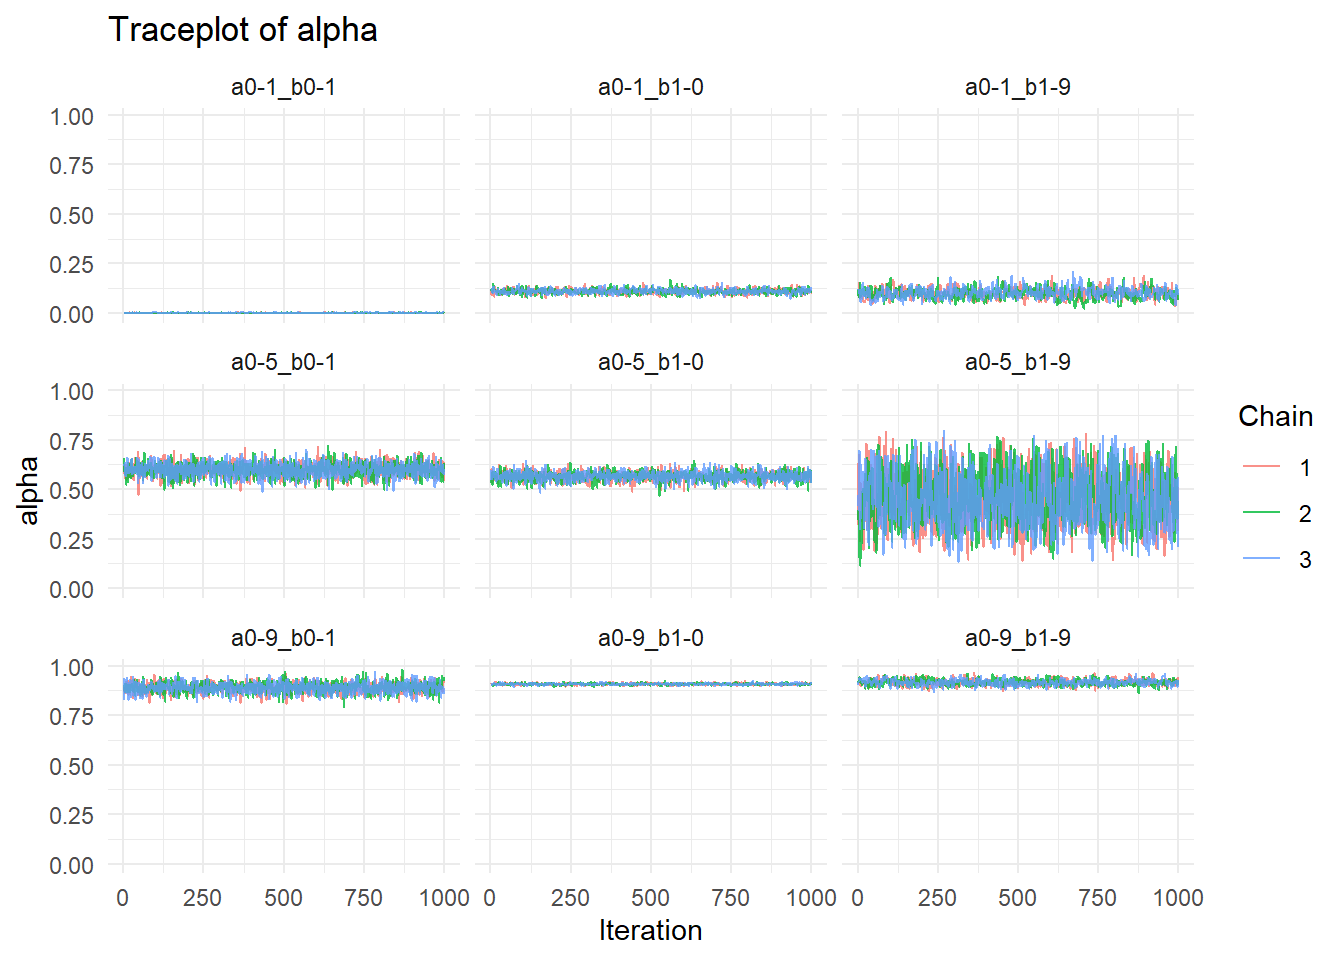 Traceplot of alpha
a0-1_b0-1
a0-1_b1-0
a0-1_b1-9
1.00
0.75
0.50
0.25
0.00
a0-5_b0-1
a0-5_b1-0
a0-5_b1-9
1.00
0.75
0.50
0.25
0.00
alpha
a0-9_b0-1
a0-9_b1-0
a0-9_b1-9
1.00
0.75
0.50
0.25
0.00
0 250 500 750 1000
0 250 500 750 1000
0 250 500 750 1000
Iteration
Chain
1
2
3